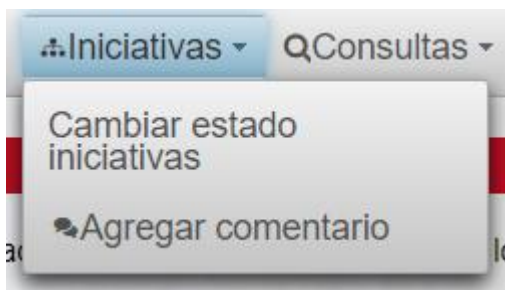 Iniciativas Consultas
Cambiar estado
iniciativas
Agregar comentario